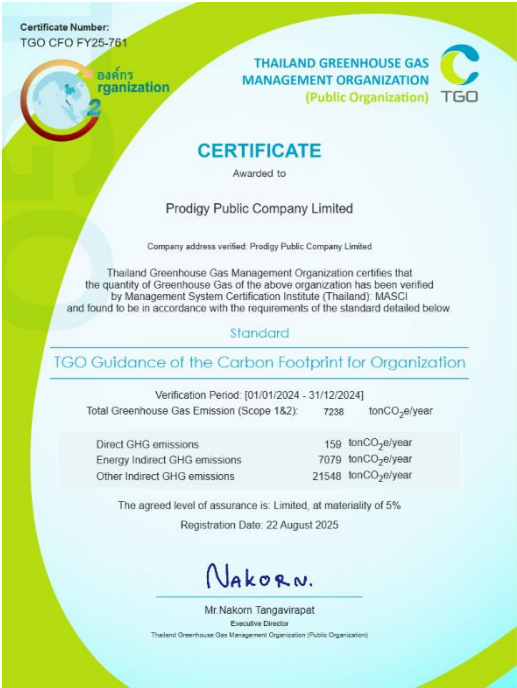 Certificate Number:
TGO CFO FY25-761
องค์กร
rganization
2
THAILAND GREENHOUSE GAS
MANAGEMENT ORGANIZATION
(Public Organization)
TGO
CERTIFICATE
Awarded to
Prodigy Public Company Limited
Company address verified: Prodigy Public Company Limited
Thailand Greenhouse Gas Management Organization certifies that
the quantity of Greenhouse Gas of the above organization has been verified
by Management System Certification Institute (Thailand): MASCI
and found to be in accordance with the requirements of the standard detailed below.
Standard
TGO Guidance of the Carbon Footprint for Organization
Verification Period: [01/01/2024 - 31/12/2024]
Total Greenhouse Gas Emission (Scope 1&2): 7238 tonCO₂e/year
Direct GHG emissions 159 tonCO₂e/year
Energy Indirect GHG emissions 7079 tonCO₂e/year
Other Indirect GHG emissions 21548 tonCO₂e/year
The agreed level of assurance is: Limited, at materiality of 5%
Registration Date: 22 August 2025
NAKORN.
Mr.Nakorn Tangavirapat
Executive Director
Thailand Greenhouse Gas Management Organization (Public Organization)